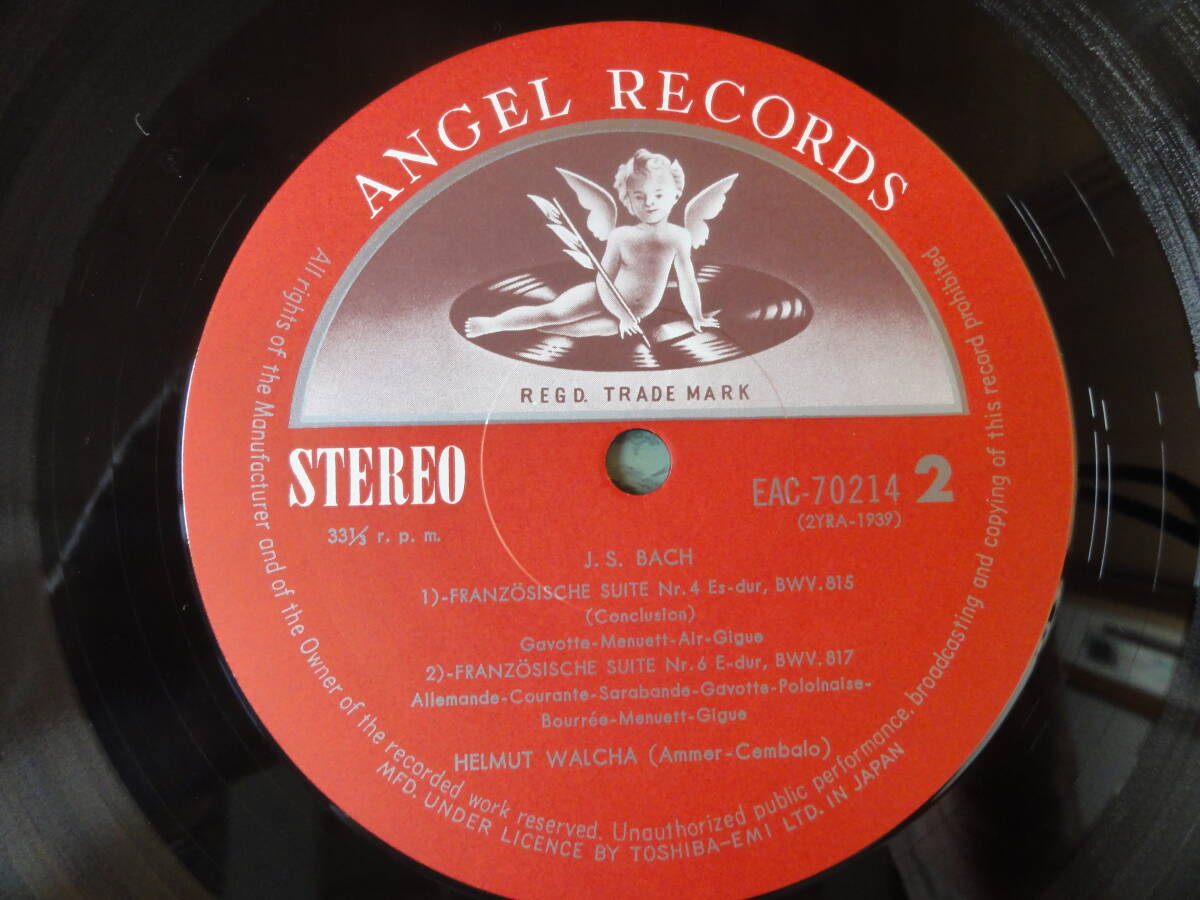 ANGEL RECORDS
REGD. TRADE MARK
STEREO
33⅓ r. p. m.
EAC-70214 2
(2YRA-1939)
J. S. BACH
1)-FRANZÖSISCHE SUITE Nr. 4 Es-dur, BWV. 815
(Conclusion)
Gavotte-Menuett-Air-Gigue
2)-FRANZÖSISCHE SUITE Nr. 6 E-dur, BWV. 817
Allemande-Courante-Sarabande-Gavotte-Pololnaise-
Bourrée-Menuett-Gigue
HELMUT WALCHA (Ammer-Cembalo)
All rights of the Manufacturer and of the Owner of the recorded work reserved. Unauthorized public performance, broadcasting and copying of this record prohibited
MFD. UNDER LICENCE BY TOSHIBA-EMI LTD. IN JAPAN